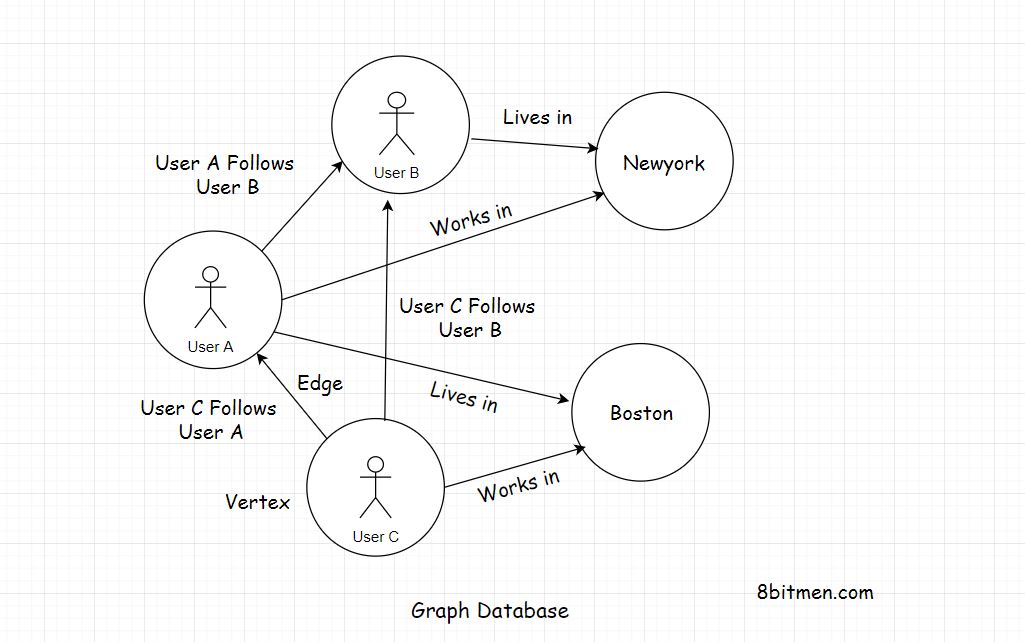 Lives in
User A Follows
User B
User B
Newyork
Works in
User C Follows
User B
User A
Edge
Lives in
User C Follows
User A
Boston
Works in
Vertex
User C
8bitmen.com
Graph Database